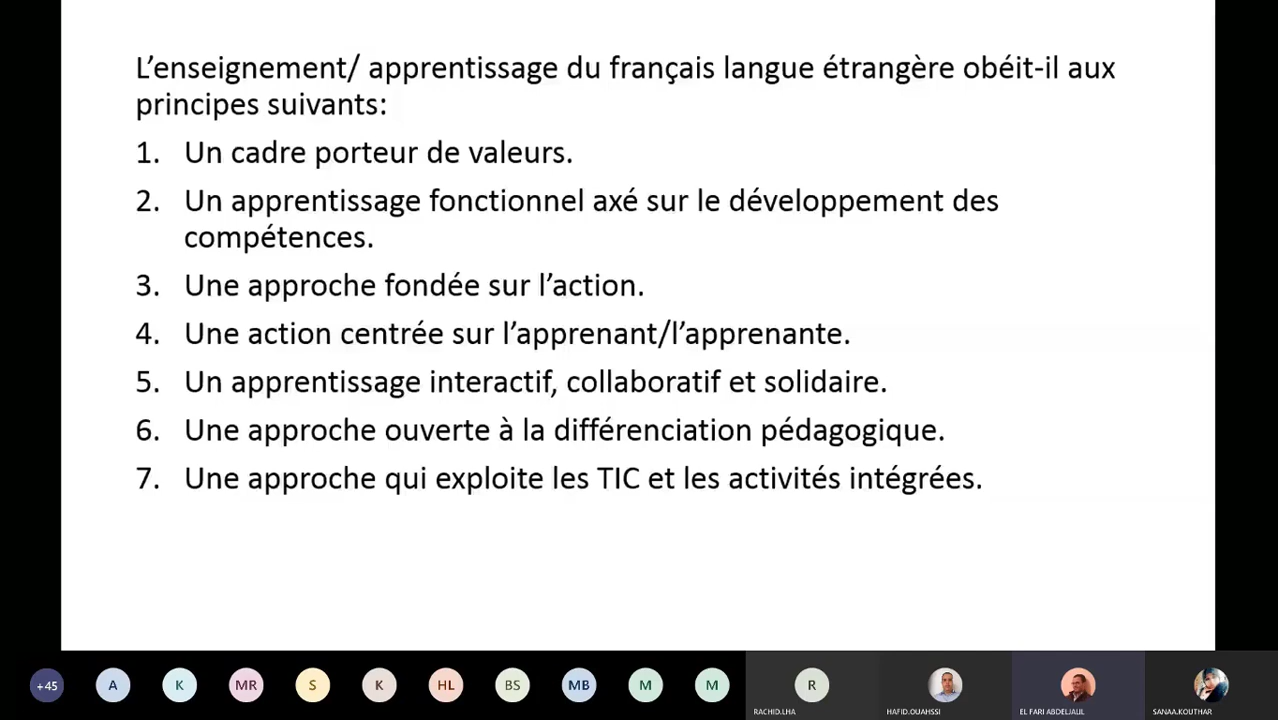 L’enseignement/ apprentissage du français langue étrangère obéit-il aux
principes suivants:
1. Un cadre porteur de valeurs.
2. Un apprentissage fonctionnel axé sur le développement des
compétences.
3. Une approche fondée sur l’action.
4. Une action centrée sur l’apprenant/l’apprenante.
5. Un apprentissage interactif, collaboratif et solidaire.
6. Une approche ouverte à la différenciation pédagogique.
7. Une approche qui exploite les TIC et les activités intégrées.
+45 A K MR S K HL BS MB M M R
RACHID.LHA HAFID.OUAHSSI EL FARI ABDELJALIL SANAA.KOUTHAR